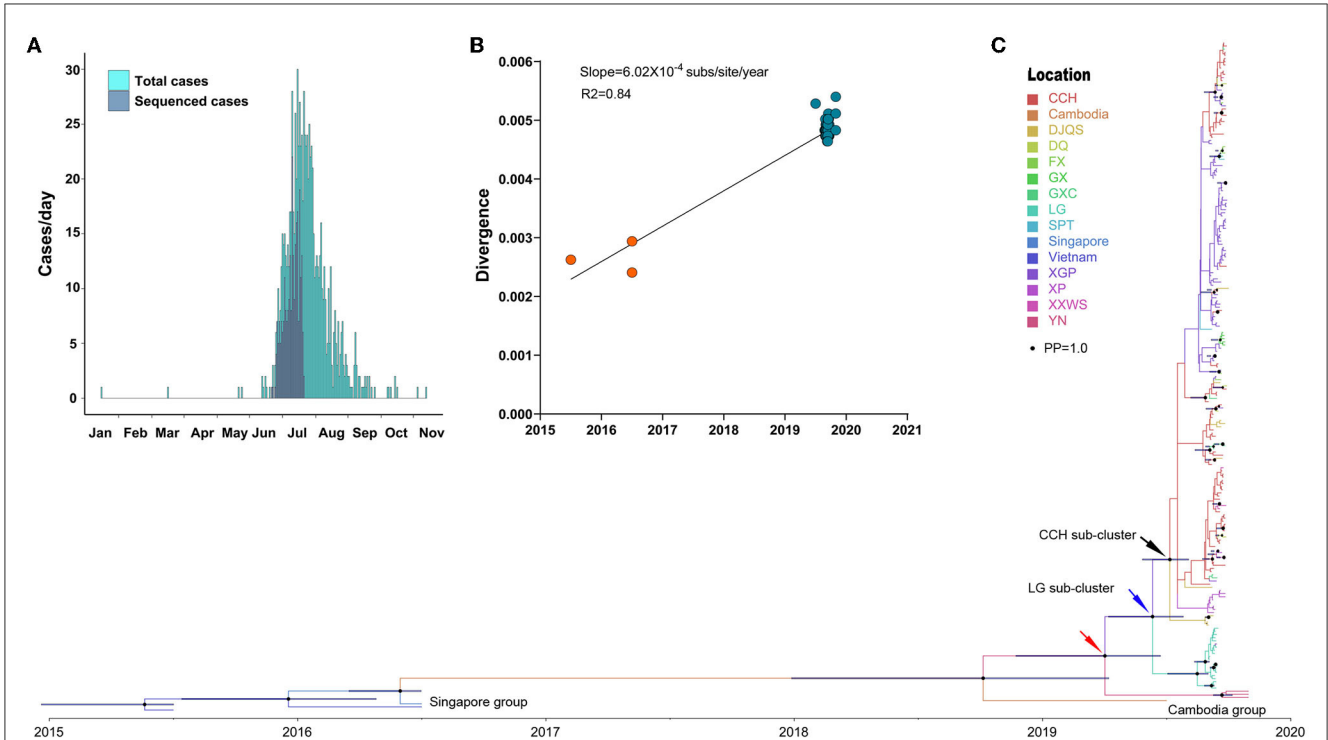 A
30
25
20
15
10
5
0
Cases/day
Total cases
Sequenced cases
Jan Feb Mar Apr May Jun Jul Aug Sep Oct Nov
B
Slope=6.02X10⁻⁴ subs/site/year
R2=0.84
0.006
0.005
0.004
0.003
0.002
0.001
0.000
Divergence
2015 2016 2017 2018 2019 2020 2021
C
Location
CCH
Cambodia
DJQS
DQ
FX
GX
GXC
LG
SPT
Singapore
Vietnam
XGP
XP
XXWS
YN
PP=1.0
CCH sub-cluster
LG sub-cluster
Singapore group
Cambodia group
2015 2016 2017 2018 2019 2020